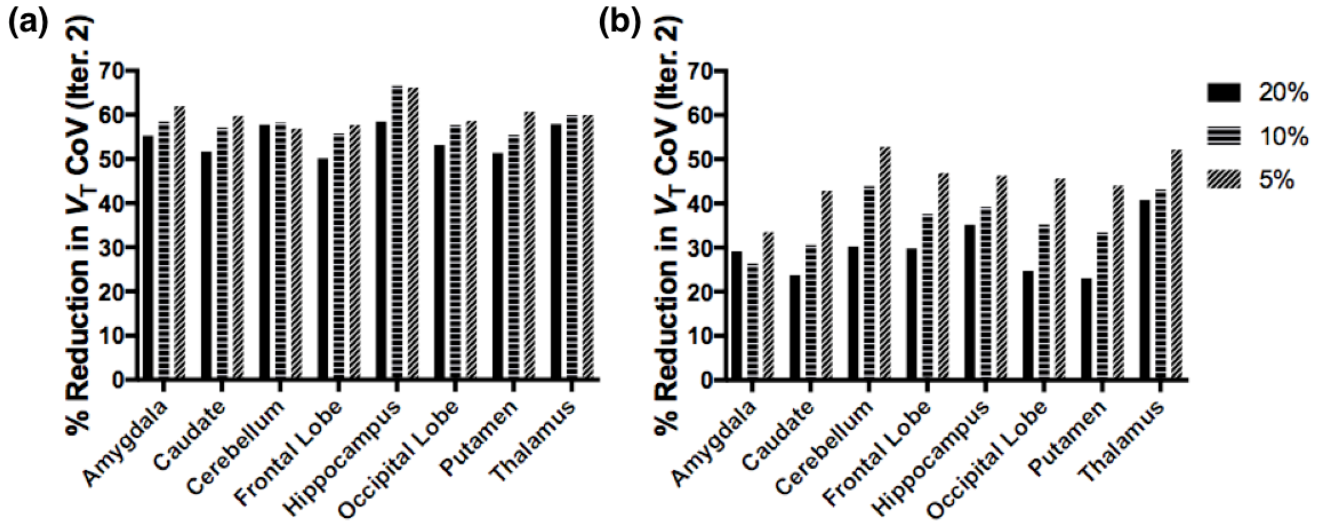 (a)
% Reduction in VT CoV (Iter. 2)
70
60
50
40
30
20
10
0
Amygdala
Caudate
Cerebellum
Frontal Lobe
Hippocampus
Occipital Lobe
Putamen
Thalamus
(b)
% Reduction in VT CoV (Iter. 2)
70
60
50
40
30
20
10
0
Amygdala
Caudate
Cerebellum
Frontal Lobe
Hippocampus
Occipital Lobe
Putamen
Thalamus
20%
10%
5%